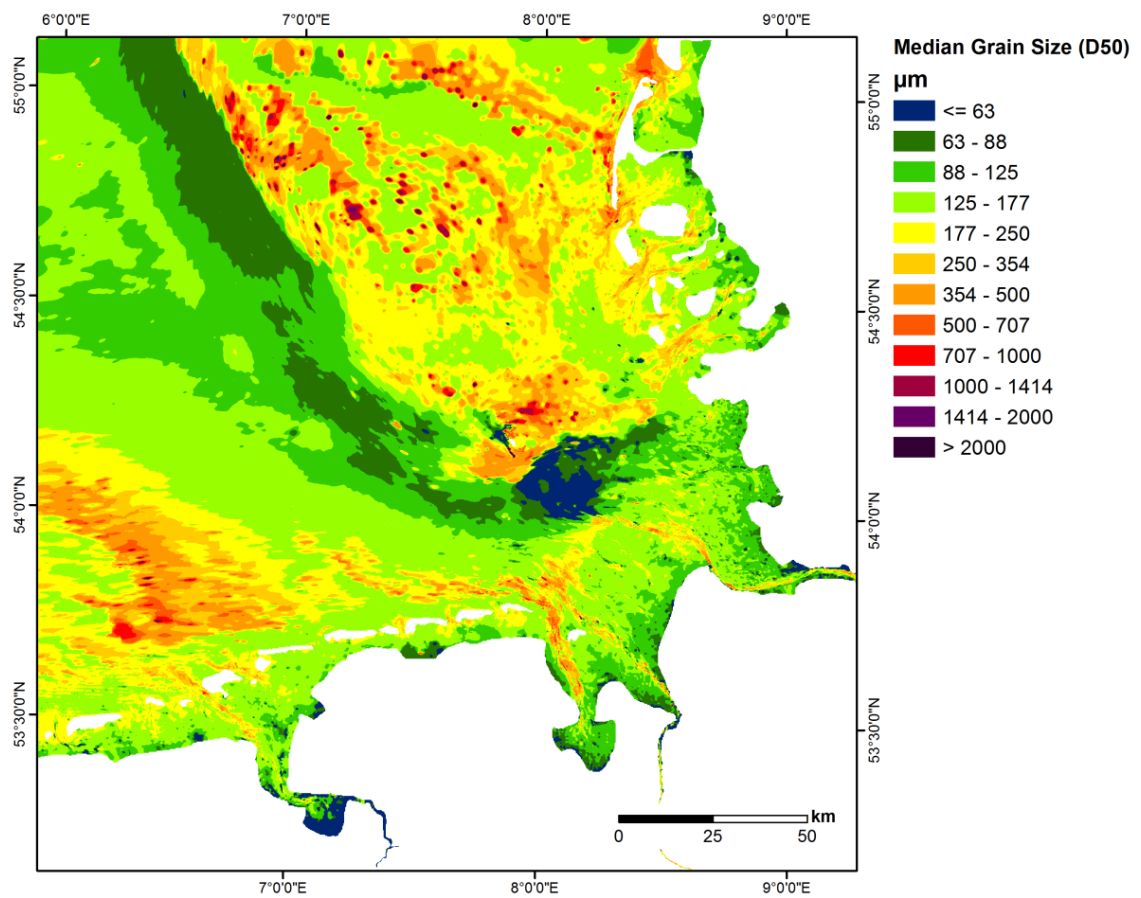 6°0'0"E 7°0'0"E 8°0'0"E 9°0'0"E
Median Grain Size (D50)
µm
<= 63
63 - 88
88 - 125
125 - 177
177 - 250
250 - 354
354 - 500
500 - 707
707 - 1000
1000 - 1414
1414 - 2000
> 2000
55°0'0"N
54°30'0"N
54°0'0"N
53°30'0"N
55°0'0"N
54°30'0"N
54°0'0"N
53°30'0"N
km
0 25 50
7°0'0"E 8°0'0"E 9°0'0"E